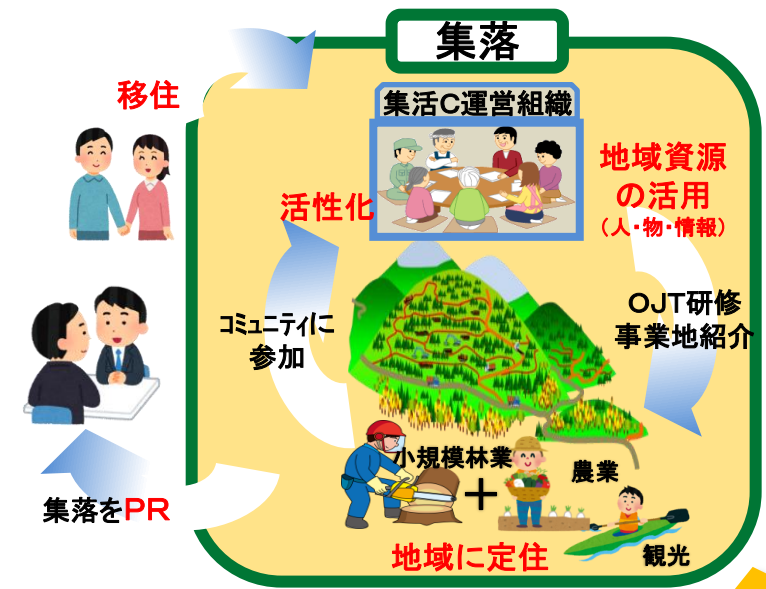 集落
集活C運営組織
移住
地域資源
の活用
（人・物・情報）
活性化
OJT研修
事業地紹介
ｺﾐｭﾆﾃｨに
参加
小規模林業
＋
農業
集落をPR
地域に定住
観光